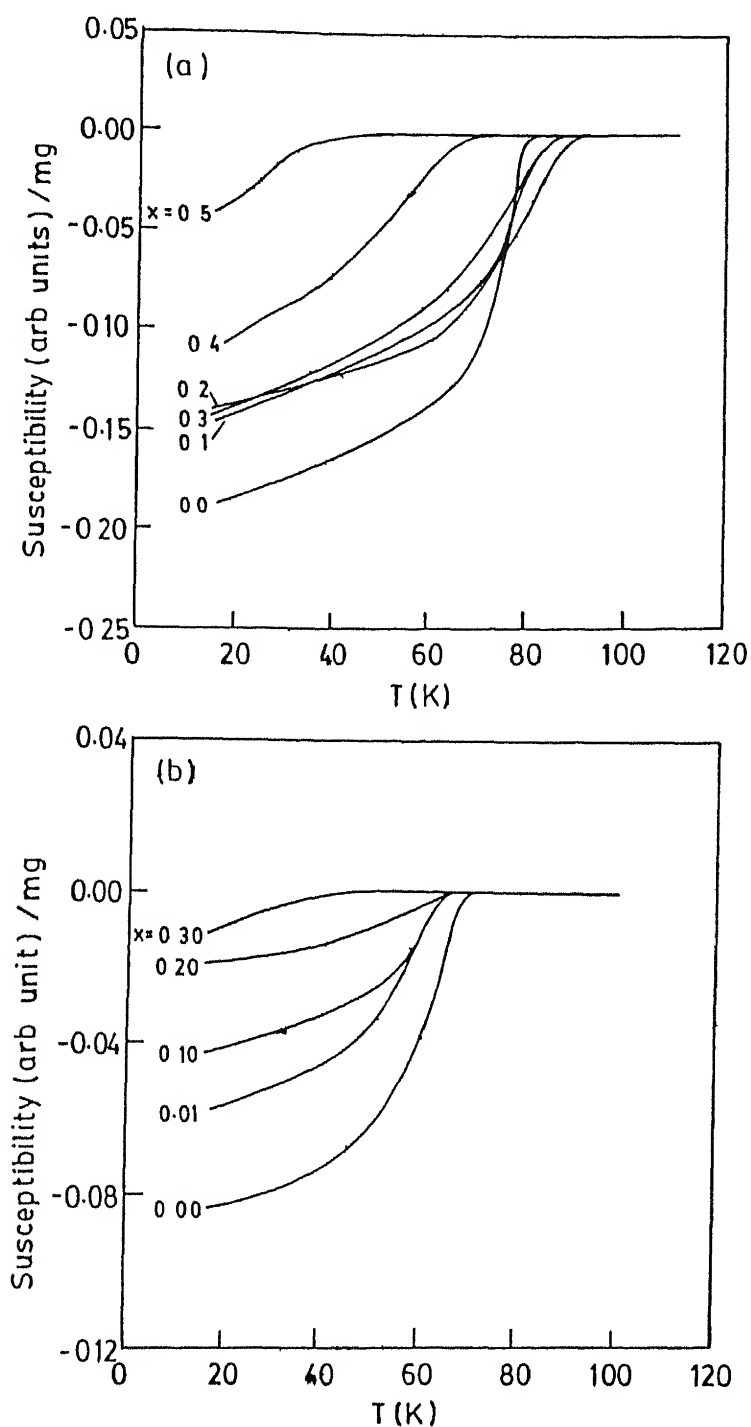 0.05
(a)
0.00
x=0 5
-0.05
-0 10
0 4
0 2
0 3
-0.15
0 1
0 0
-0 20
-0 25
0 20 40 60 80 100 120
T(K)
Susceptibility (arb units) /mg
0.04
(b)
0.00
x= 0 30
0 20
-0.04
0 10
0.01
-0.08
0 00
-0 12
0 20 40 60 80 100 120
T(K)
Susceptibility (arb unit) /mg